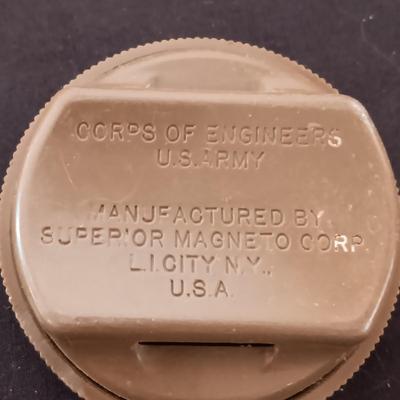 CORPS OF ENGINEERS
U.S.ARMY
MANUFACTURED BY
SUPERIOR MAGNETO CORP.
L.I.CITY N.Y.,
U.S.A.